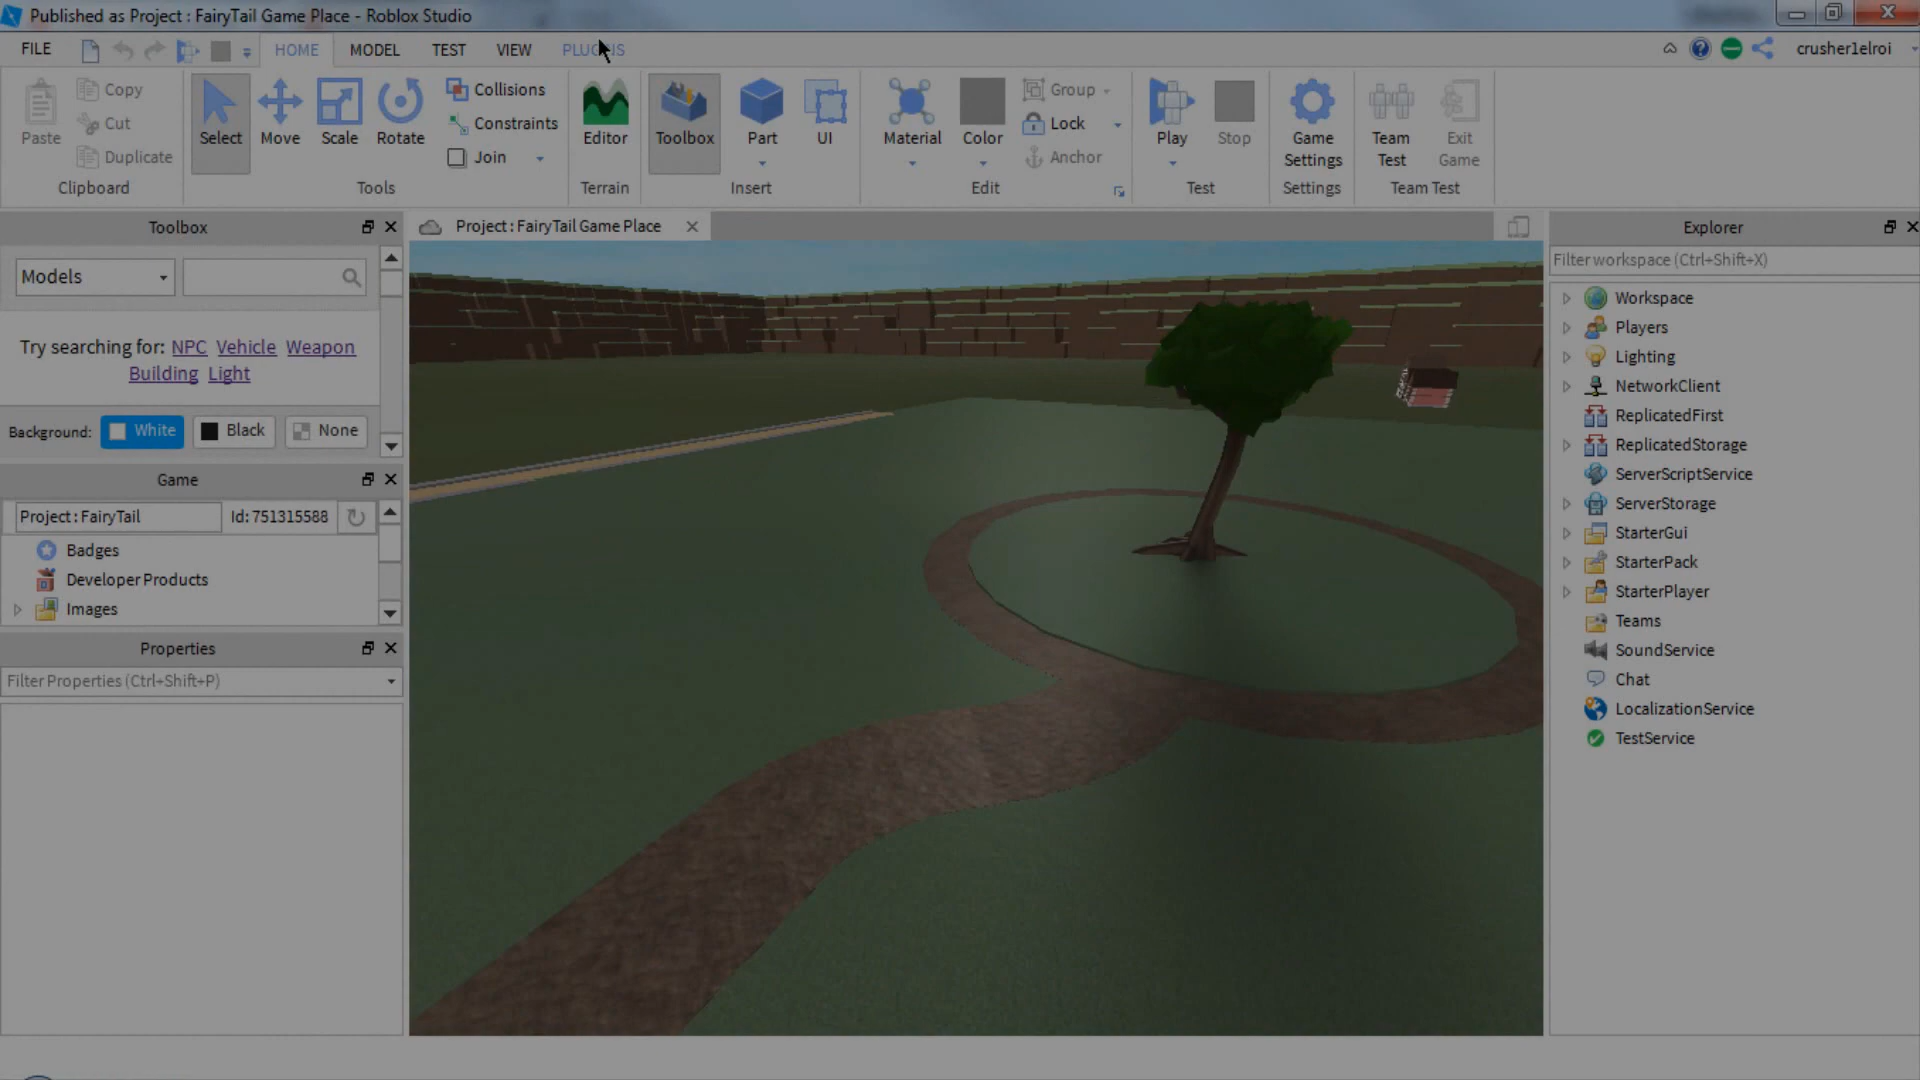 Published as Project : FairyTail Game Place - Roblox Studio
FILE HOME MODEL TEST VIEW crusher1elroi
Paste Copy Cut Duplicate Clipboard
Select Move Scale Rotate Collisions Constraints Join Tools
Editor Terrain
Toolbox Part UI Insert
Material Color Group Lock Anchor Edit
Play Stop Test
Game Settings Settings
Team Test Exit Game Team Test
Toolbox
Models
Try searching for: NPC Vehicle Weapon
Building Light
Background: White Black None
Game
Project : FairyTail Id: 751315588
Badges
Developer Products
Images
Properties
Filter Properties (Ctrl+Shift+P)
Project : FairyTail Game Place
Explorer
Filter workspace (Ctrl+Shift+X)
Workspace
Players
Lighting
NetworkClient
ReplicatedFirst
ReplicatedStorage
ServerScriptService
ServerStorage
StarterGui
StarterPack
StarterPlayer
Teams
SoundService
Chat
LocalizationService
TestService